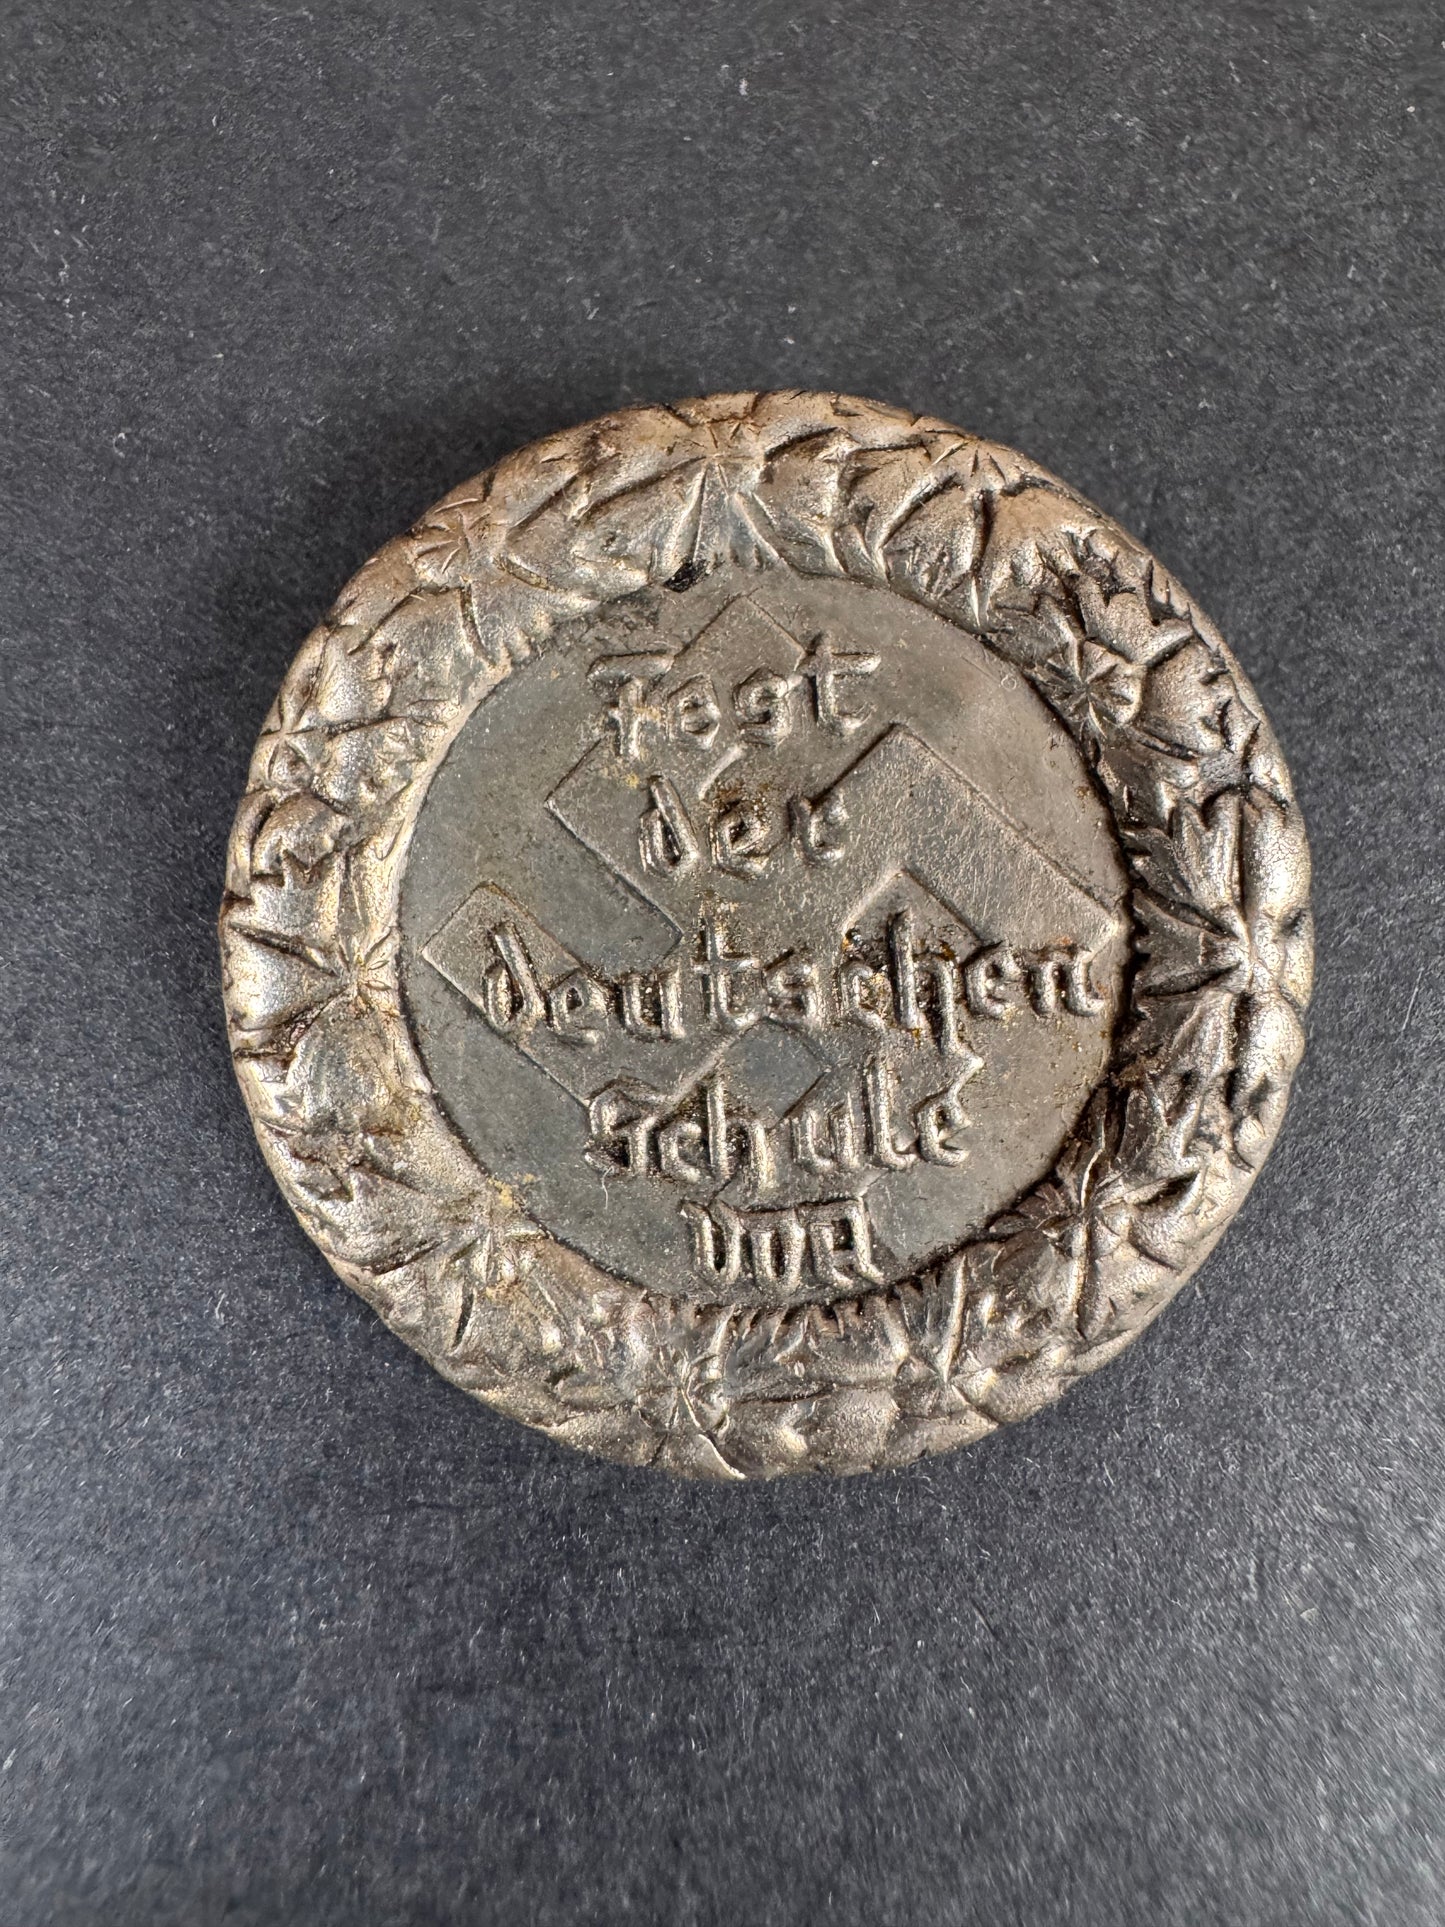 Fest
der
deutschen
Schule
VDA